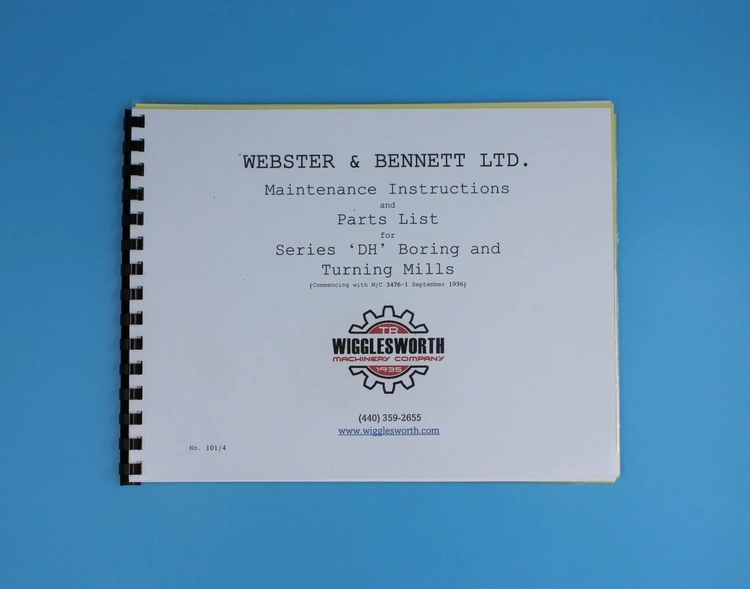 WEBSTER & BENNETT LTD.
Maintenance Instructions
and
Parts List
for
Series ‘DH’ Boring and
Turning Mills
(Commencing with M/C 3476-1 September 1956)
TR
WIGGLESWORTH
MACHINERY COMPANY
1935
(440) 359-2655
www.wigglesworth.com
No. 101/4